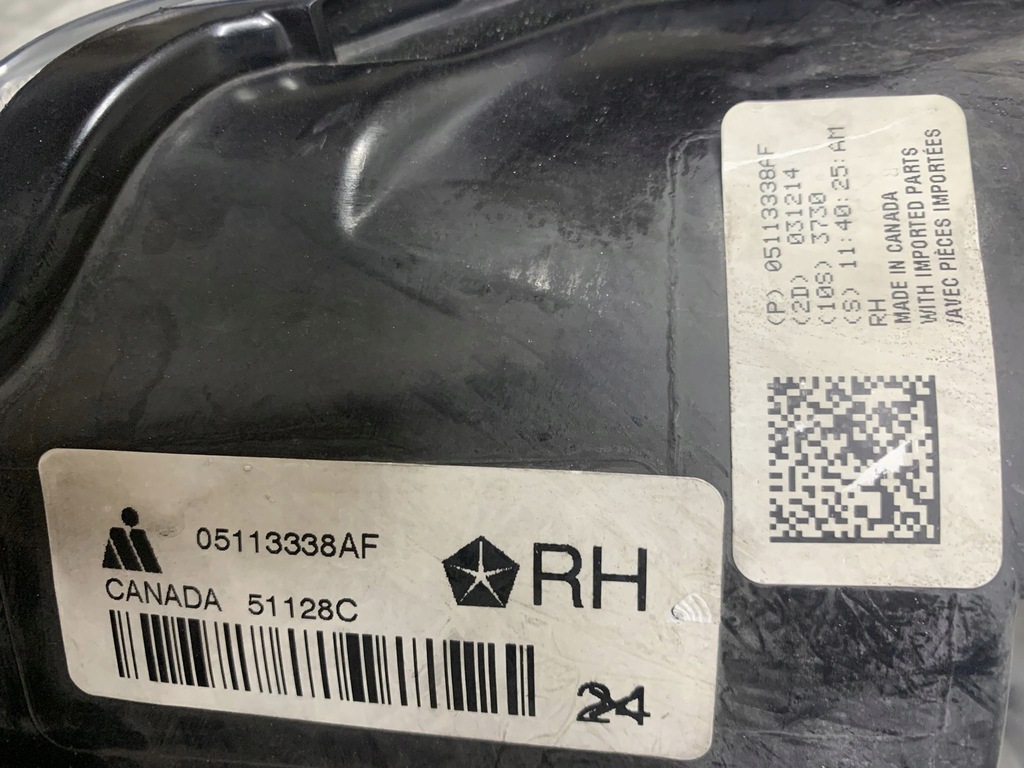 05113338AF
RH
CANADA 51128C
24
(P) 05113338AF
(2D) 031214
(10S) 3730
(S) 11:40:25:AM
RH
MADE IN CANADA
WITH IMPORTED PARTS
/AVEC PIÈCES IMPORTÉES